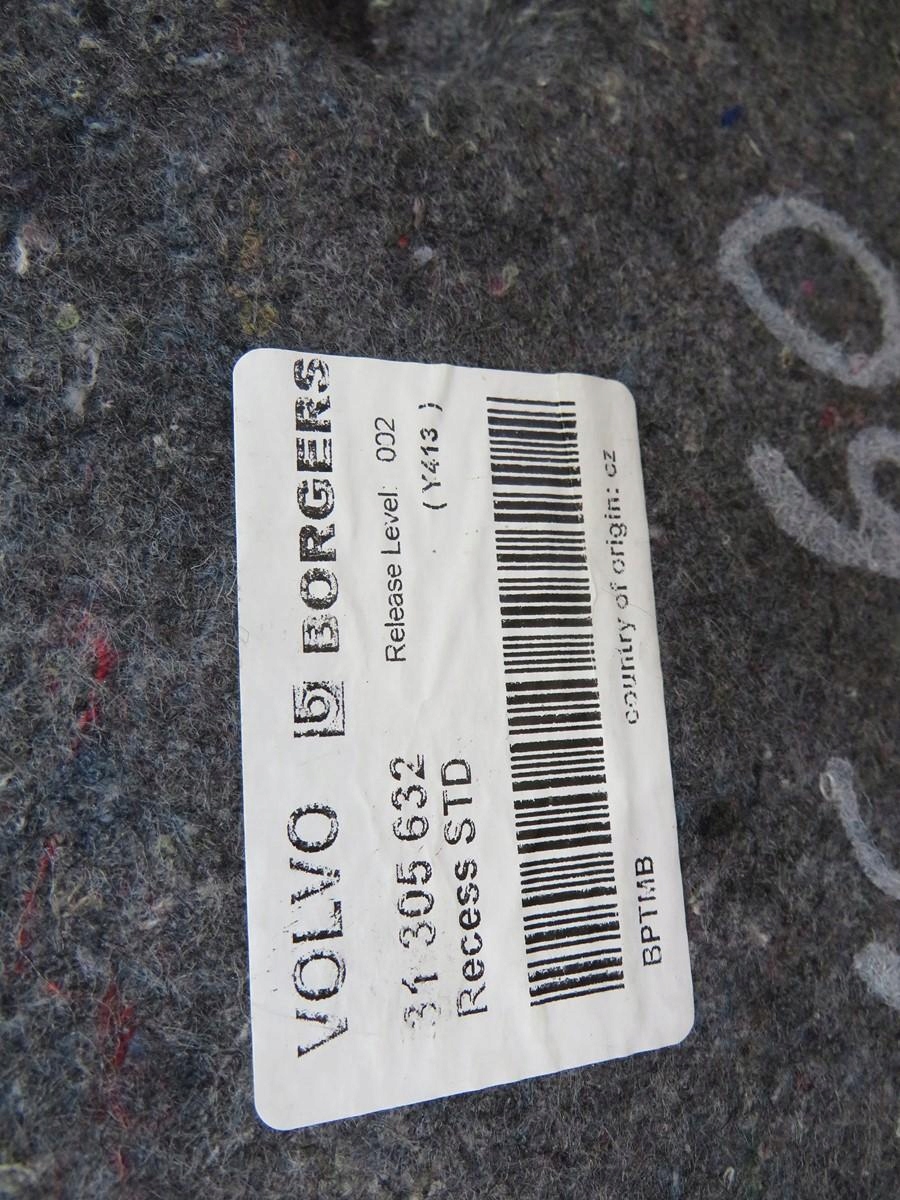 VOLVO b BORGERS
31 305 632 Release Level: 002
Recess STD ( Y413 )
BPTMB country of origin: cz